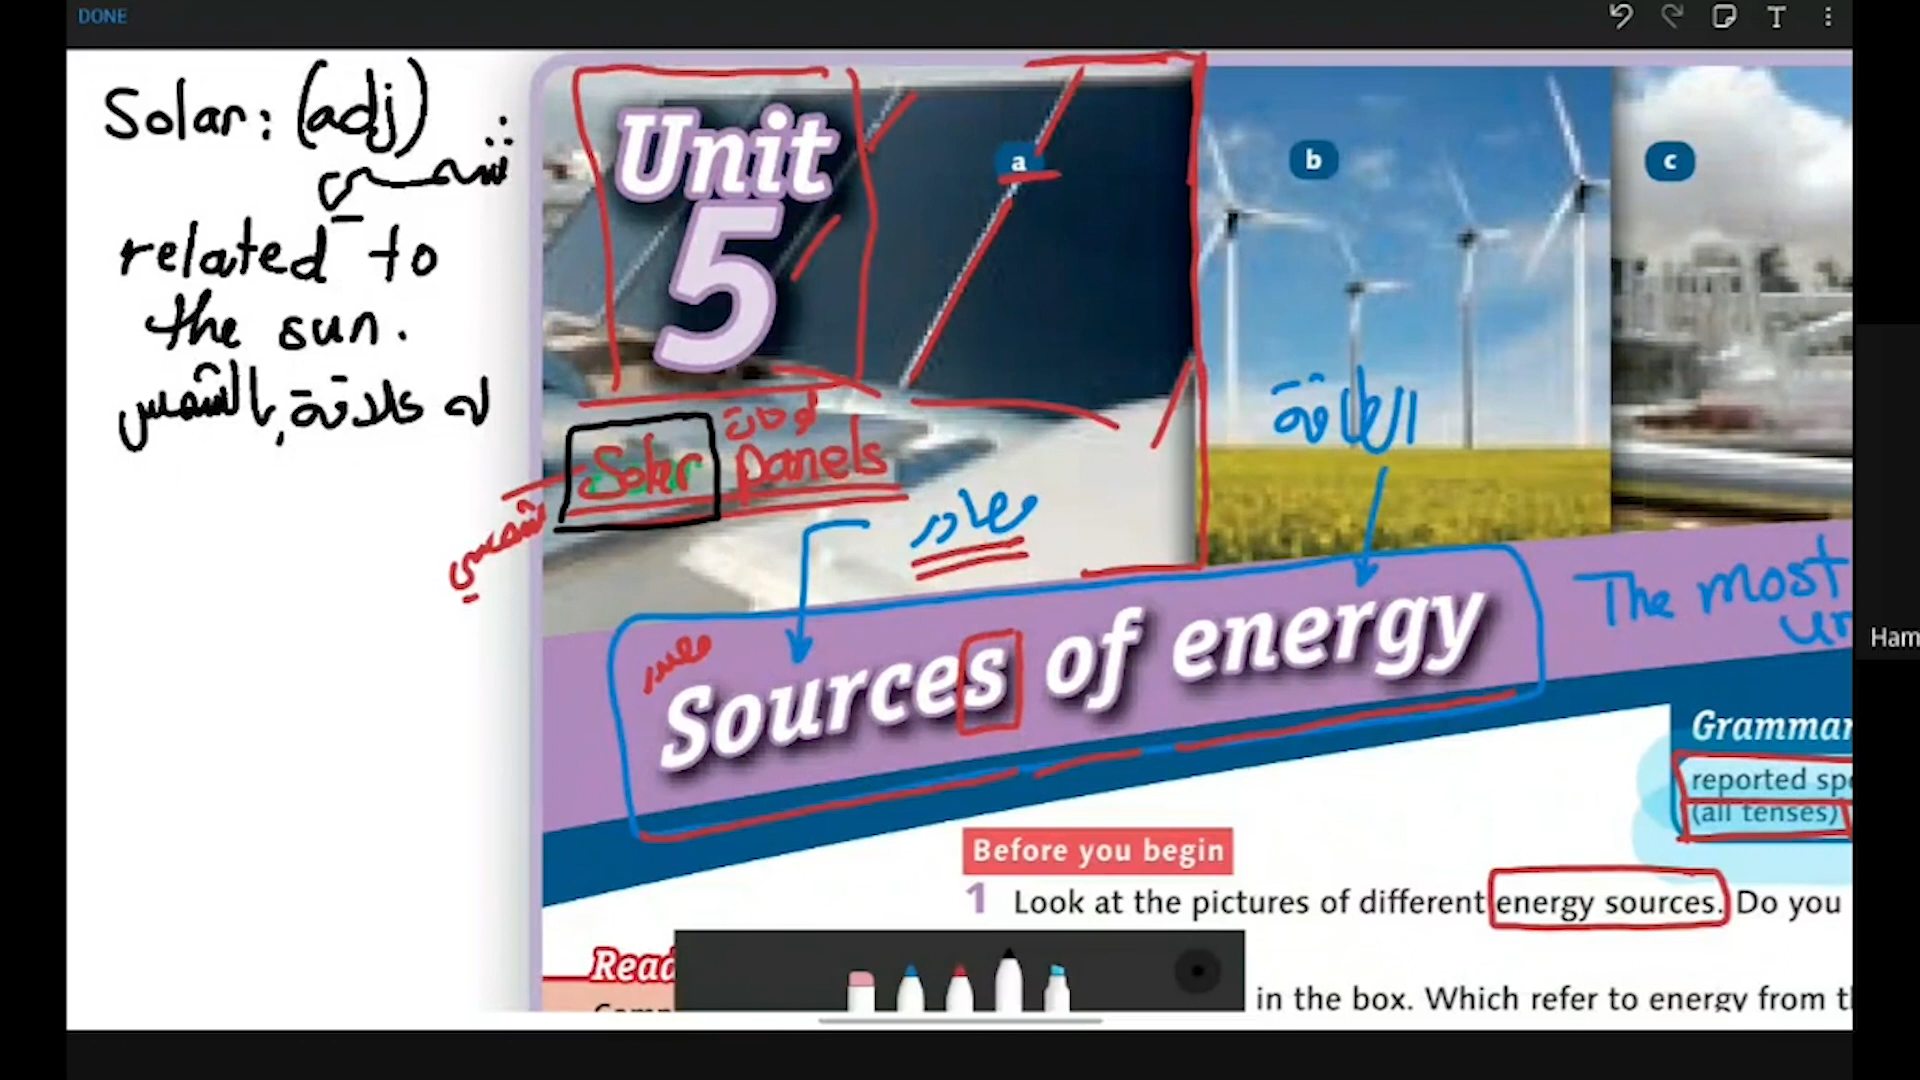 DONE
T
Solar: (adj)
شمسي
related to
the sun.
له علاقة بالشمس
Unit
5
a
b
c
Solar panels
لوحات
شمسي
مصادر
الطاقة
مصدر
Sources of energy
The most
Ham
Grammar
reported
(all tenses)
Before you begin
1 Look at the pictures of different energy sources. Do you
Read
in the box. Which refer to energy from